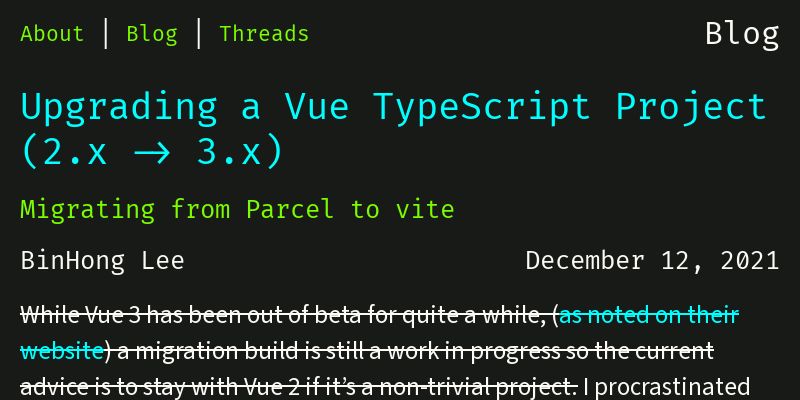 About | Blog | Threads Blog
Upgrading a Vue TypeScript Project
(2.x -> 3.x)
Migrating from Parcel to vite
BinHong Lee December 12, 2021
While Vue 3 has been out of beta for quite a while, (as noted on their
website) a migration build is still a work in progress so the current
advice is to stay with Vue 2 if it’s a non-trivial project. I procrastinated